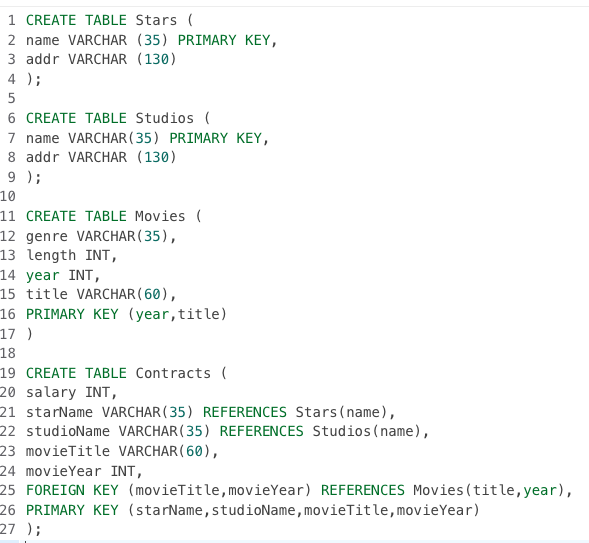 1 CREATE TABLE Stars (
2 name VARCHAR (35) PRIMARY KEY,
3 addr VARCHAR (130)
4 );
5
6 CREATE TABLE Studios (
7 name VARCHAR(35) PRIMARY KEY,
8 addr VARCHAR (130)
9 );
10
11 CREATE TABLE Movies (
12 genre VARCHAR(35),
13 length INT,
14 year INT,
15 title VARCHAR(60),
16 PRIMARY KEY (year,title)
17 )
18
19 CREATE TABLE Contracts (
20 salary INT,
21 starName VARCHAR(35) REFERENCES Stars(name),
22 studioName VARCHAR(35) REFERENCES Studios(name),
23 movieTitle VARCHAR(60),
24 movieYear INT,
25 FOREIGN KEY (movieTitle,movieYear) REFERENCES Movies(title,year),
26 PRIMARY KEY (starName,studioName,movieTitle,movieYear)
27 );